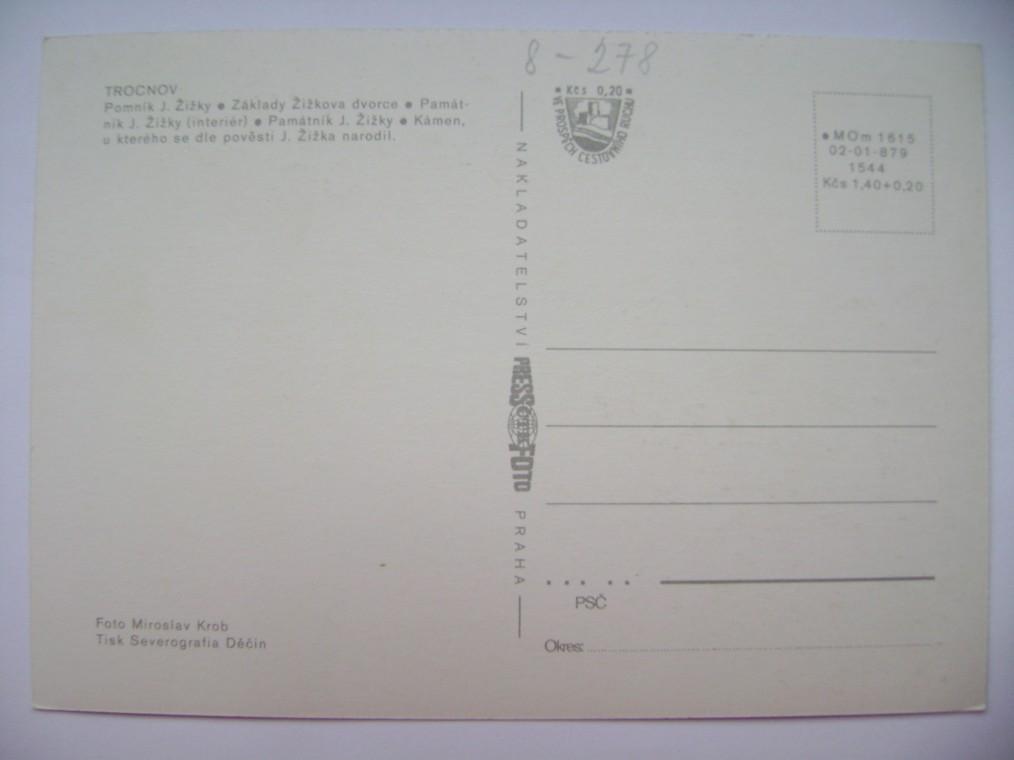 8-278
TROCNOV
Pomník J. Žižky ● Základy Žižkova dvorce ● Památ-
ník J. Žižky (interiér) ● Památník J. Žižky ● Kámen,
u kterého se dle pověsti J. Žižka narodil.
Foto Miroslav Krob
Tisk Severografia Děčín
NAKLADATELSTVÍ PRESSFOTO PRAHA
● Kčs 0,20 ●
VE PROSPĚCH CESTOVNÍHO RUCHU
● MOm 1615
02-01-879
1544
Kčs 1,40+0,20
PSČ
Okres: